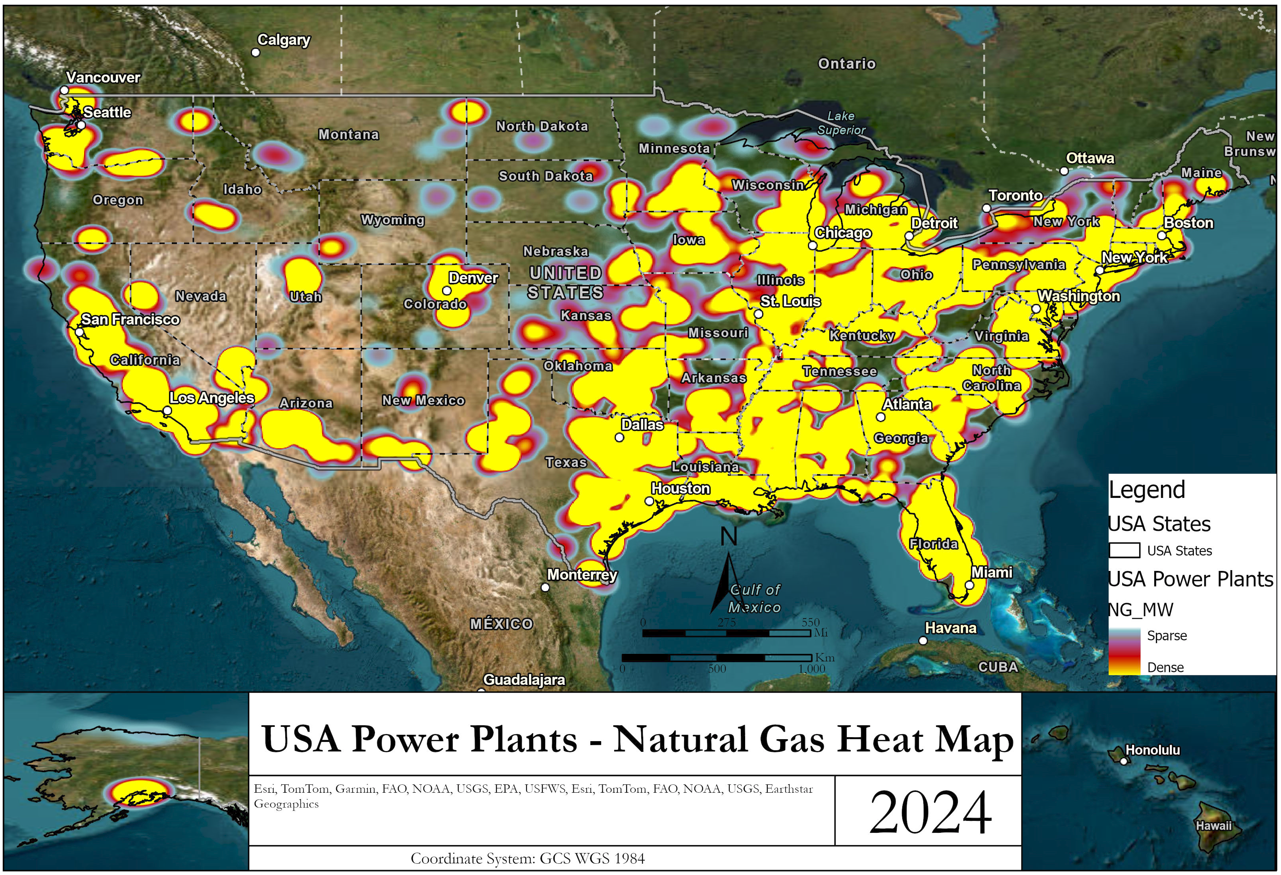 Calgary
Vancouver
Seattle
Ontario
Lake
Superior
New
Brunsw
Montana
North Dakota
Minnesota
Ottawa
Maine
Oregon
Idaho
South Dakota
Wisconsin
Toronto
Wyoming
Michigan
Detroit
New York
Boston
Iowa
Chicago
Nebraska
UNITED
STATES
Illinois
Ohio
Pennsylvania
New York
Nevada
Utah
Denver
Colorado
Kansas
St. Louis
Washington
San Francisco
California
Missouri
Kentucky
Virginia
Oklahoma
Arkansas
Tennessee
North
Carolina
Los Angeles
Arizona
New Mexico
Dallas
Atlanta
Georgia
Texas
Louisiana
Houston
Florida
Miami
N
Monterrey
Gulf of
Mexico
MÉXICO
0 275 550
Mi
Km
0 500 1,000
Havana
CUBA
Guadalajara
Legend
USA States
USA States
USA Power Plants
NG_MW
Sparse
Dense
USA Power Plants - Natural Gas Heat Map
Esri, TomTom, Garmin, FAO, NOAA, USGS, EPA, USFWS, Esri, TomTom, FAO, NOAA, USGS, Earthstar
Geographics
2024
Coordinate System: GCS WGS 1984
Honolulu
Hawaii